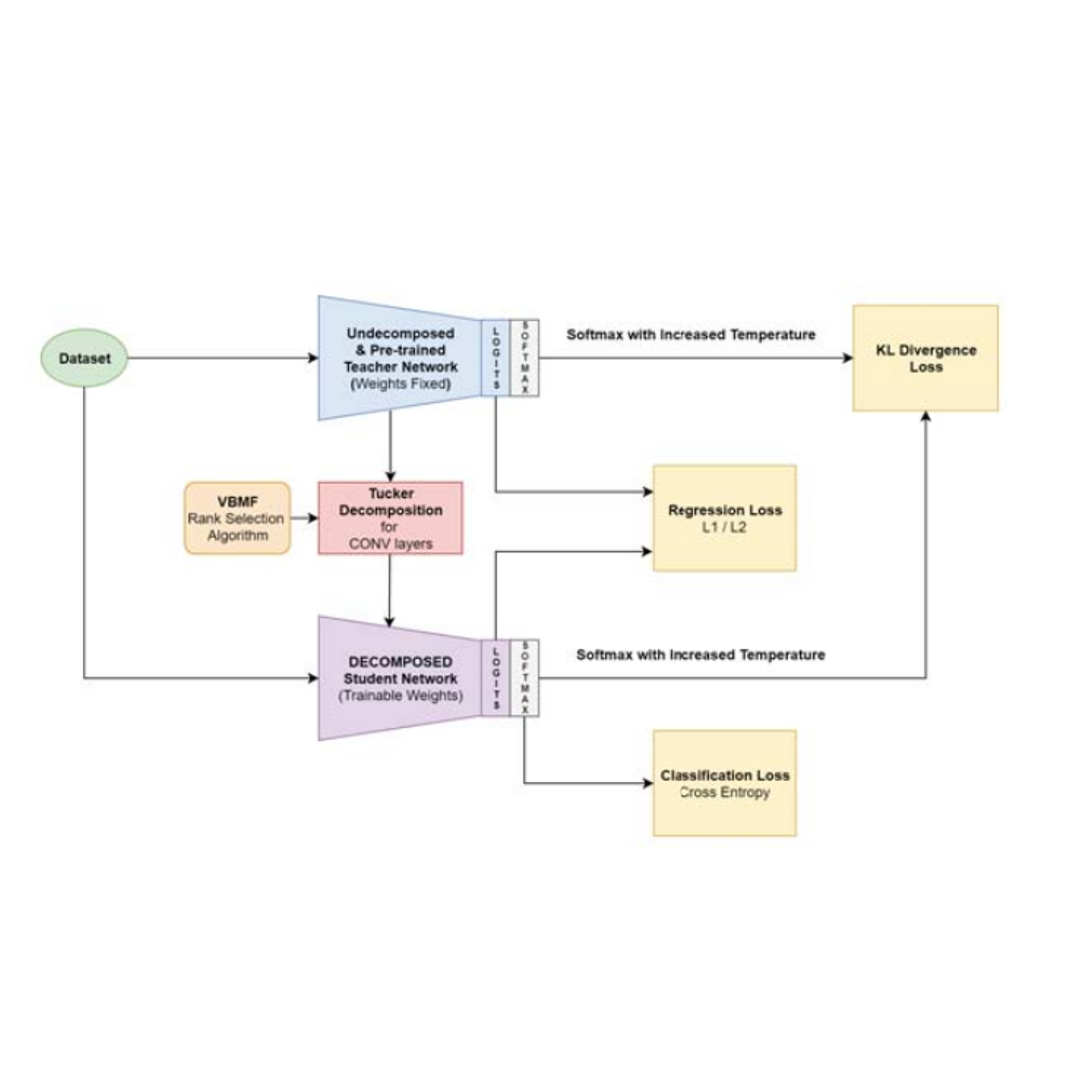 Dataset
Undecomposed
& Pre-trained
Teacher Network
(Weights Fixed)
LOGITS
SOFTMAX
Softmax with Increased Temperature
KL Divergence
Loss
VBMF
Rank Selection
Algorithm
Tucker
Decomposition
for
CONV layers
Regression Loss
L1 / L2
DECOMPOSED
Student Network
(Trainable Weights)
LOGITS
SOFTMAX
Softmax with Increased Temperature
Classification Loss
Cross Entropy